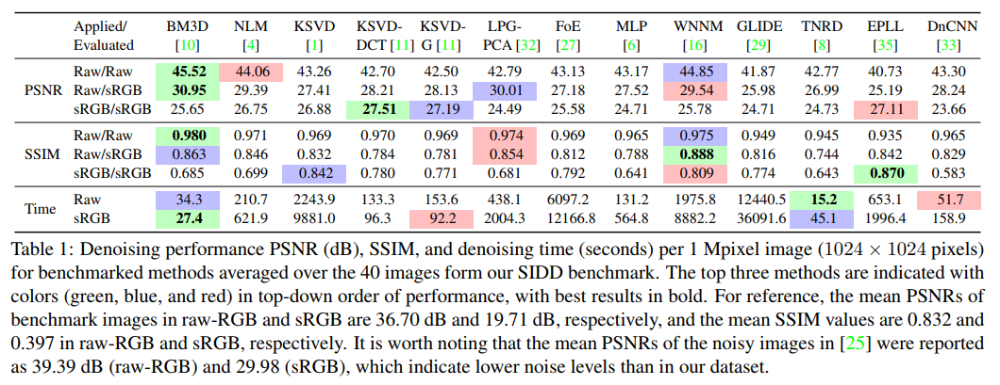 Applied/ BM3D NLM KSVD KSVD- KSVD- LPG- FoE MLP WNNM GLIDE TNRD EPLL DnCNN
Evaluated [10] [4] [1] DCT [11] G [11] PCA [32] [27] [6] [16] [29] [8] [35] [33]
Raw/Raw 45.52 44.06 43.26 42.70 42.50 42.79 43.13 43.17 44.85 41.87 42.77 40.73 43.30
PSNR Raw/sRGB 30.95 29.39 27.41 28.21 28.13 30.01 27.18 27.52 29.54 25.98 26.99 25.19 28.24
sRGB/sRGB 25.65 26.75 26.88 27.51 27.19 24.49 25.58 24.71 25.78 24.71 24.73 27.11 23.66
Raw/Raw 0.980 0.971 0.969 0.970 0.969 0.974 0.969 0.965 0.975 0.949 0.945 0.935 0.965
SSIM Raw/sRGB 0.863 0.846 0.832 0.784 0.781 0.854 0.812 0.788 0.888 0.816 0.744 0.842 0.829
sRGB/sRGB 0.685 0.699 0.842 0.780 0.771 0.681 0.792 0.641 0.809 0.774 0.643 0.870 0.583
Time Raw 34.3 210.7 2243.9 133.3 153.6 438.1 6097.2 131.2 1975.8 12440.5 15.2 653.1 51.7
sRGB 27.4 621.9 9881.0 96.3 92.2 2004.3 12166.8 564.8 8882.2 36091.6 45.1 1996.4 158.9
Table 1: Denoising performance PSNR (dB), SSIM, and denoising time (seconds) per 1 Mpixel image (1024 × 1024 pixels)
for benchmarked methods averaged over the 40 images form our SIDD benchmark. The top three methods are indicated with
colors (green, blue, and red) in top-down order of performance, with best results in bold. For reference, the mean PSNRs of
benchmark images in raw-RGB and sRGB are 36.70 dB and 19.71 dB, respectively, and the mean SSIM values are 0.832 and
0.397 in raw-RGB and sRGB, respectively. It is worth noting that the mean PSNRs of the noisy images in [25] were reported
as 39.39 dB (raw-RGB) and 29.98 (sRGB), which indicate lower noise levels than in our dataset.